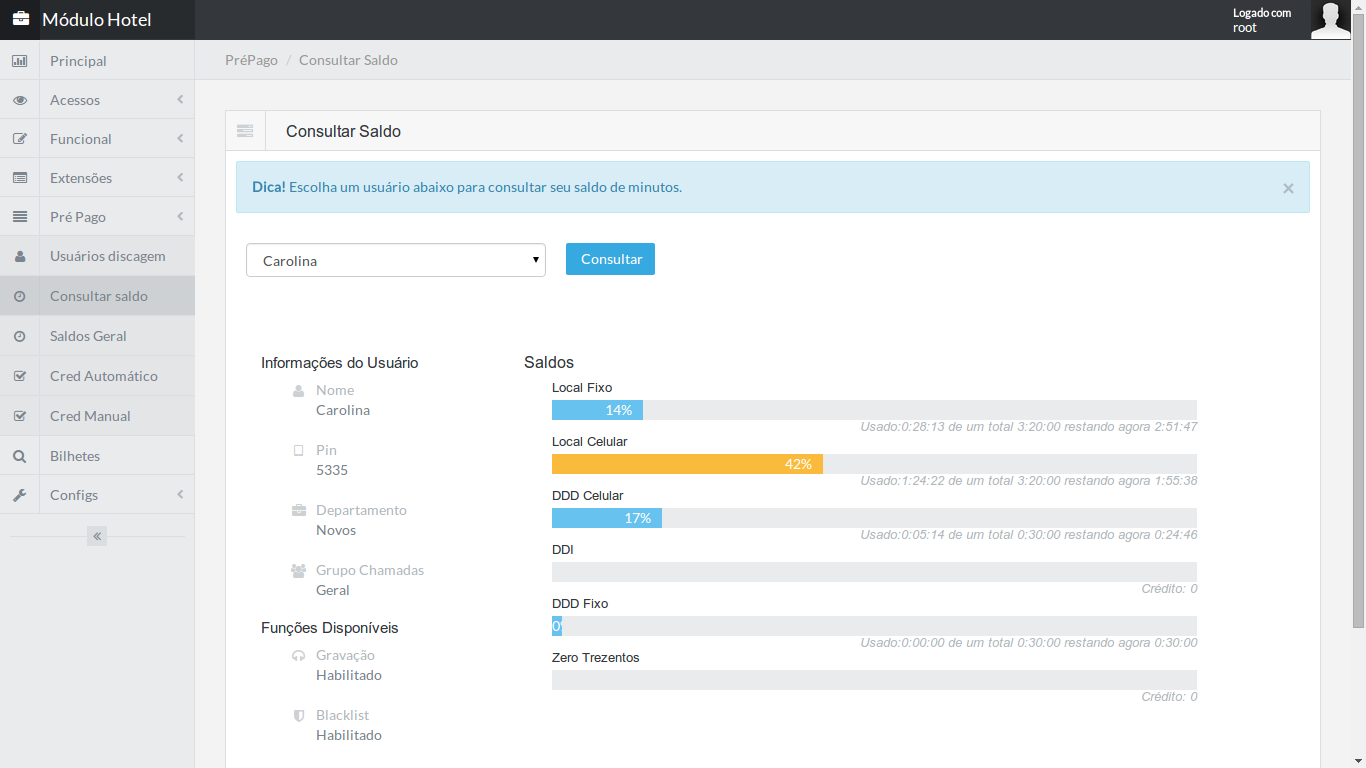 Módulo Hotel
Logado com
root
Principal
Acessos
Funcional
Extensões
Pré Pago
Usuários discagem
Consultar saldo
Saldos Geral
Cred Automático
Cred Manual
Bilhetes
Configs
PréPago / Consultar Saldo
Consultar Saldo
Dica! Escolha um usuário abaixo para consultar seu saldo de minutos.
×
Carolina
Consultar
Informações do Usuário
Nome
Carolina
Pin
5335
Departamento
Novos
Grupo Chamadas
Geral
Funções Disponíveis
Gravação
Habilitado
Blacklist
Habilitado
Saldos
Local Fixo
14%
Usado:0:28:13 de um total 3:20:00 restando agora 2:51:47
Local Celular
42%
Usado:1:24:22 de um total 3:20:00 restando agora 1:55:38
DDD Celular
17%
Usado:0:05:14 de um total 0:30:00 restando agora 0:24:46
DDI
Crédito: 0
DDD Fixo
0
Usado:0:00:00 de um total 0:30:00 restando agora 0:30:00
Zero Trezentos
Crédito: 0